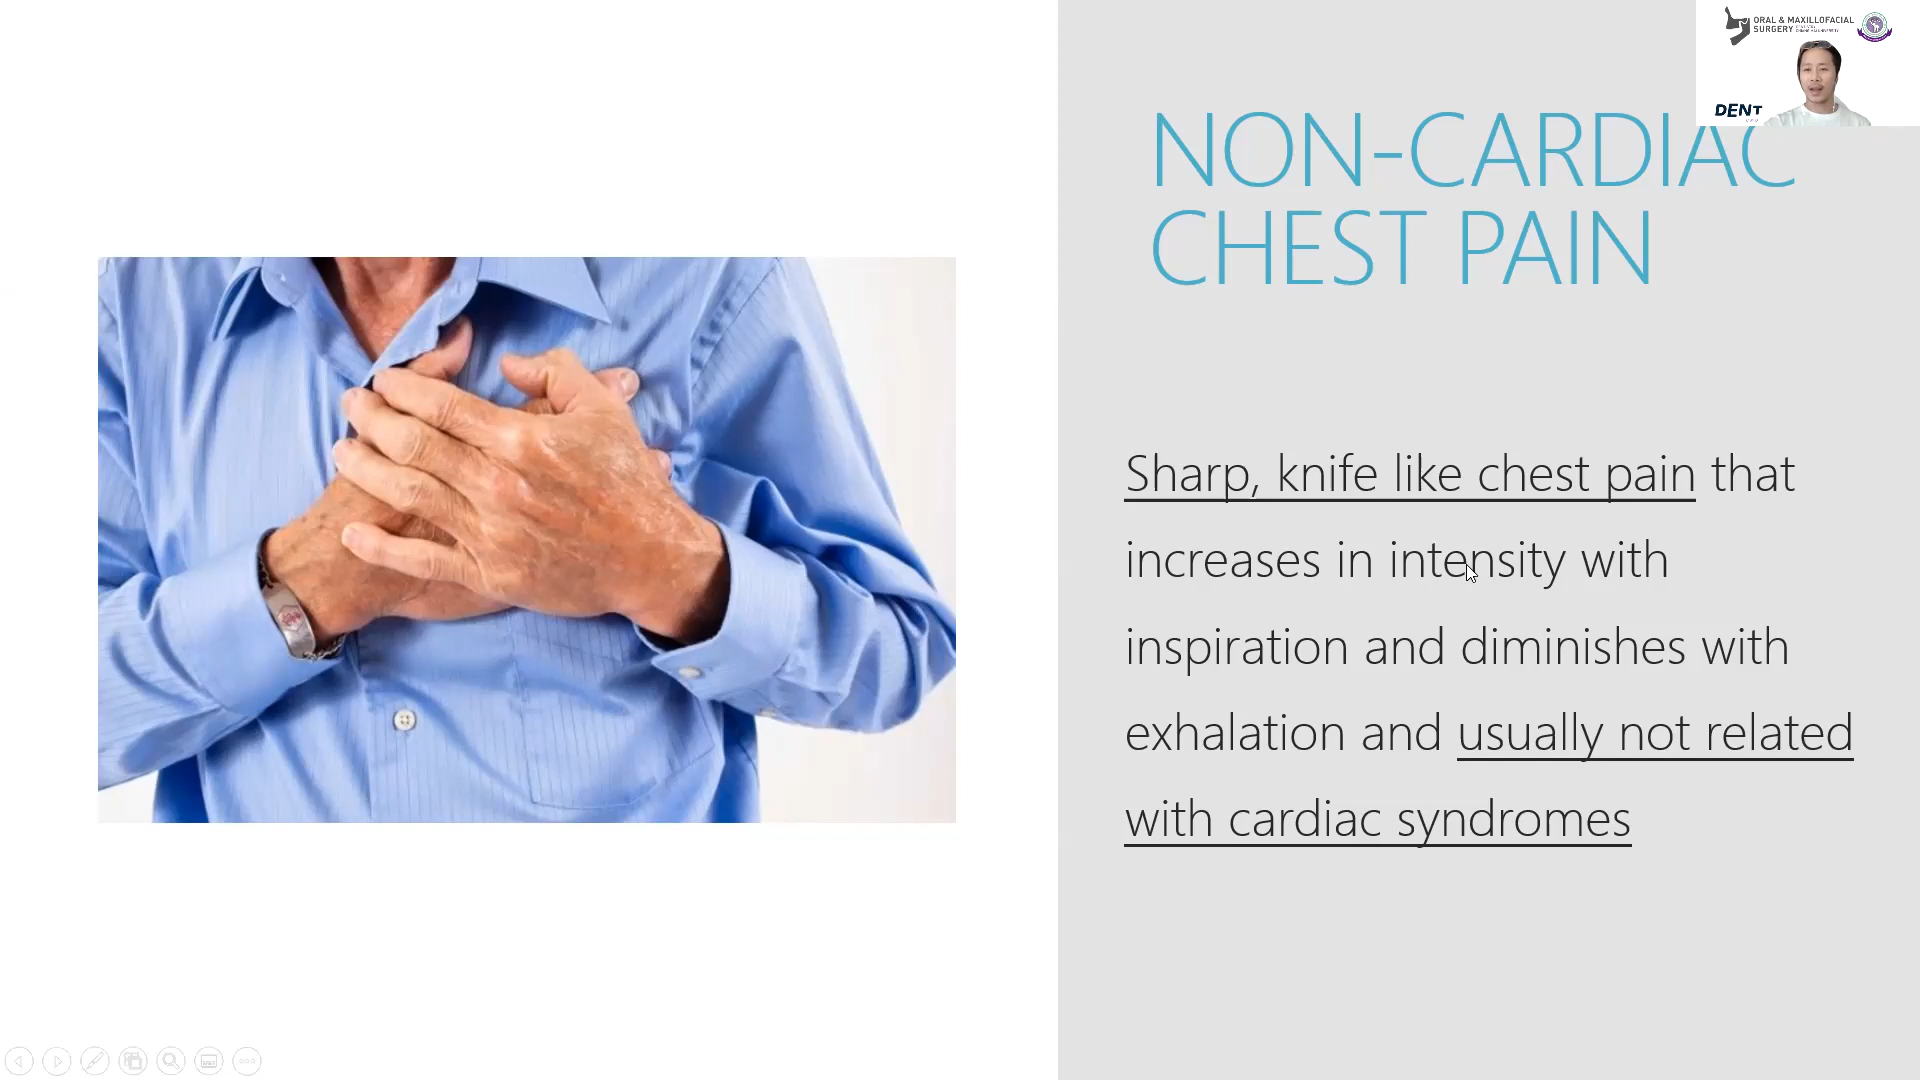 ORAL & MAXILLOFACIAL
SURGERY
DENT
NON-CARDIAC
CHEST PAIN
Sharp, knife like chest pain that
increases in intensity with
inspiration and diminishes with
exhalation and usually not related
with cardiac syndromes